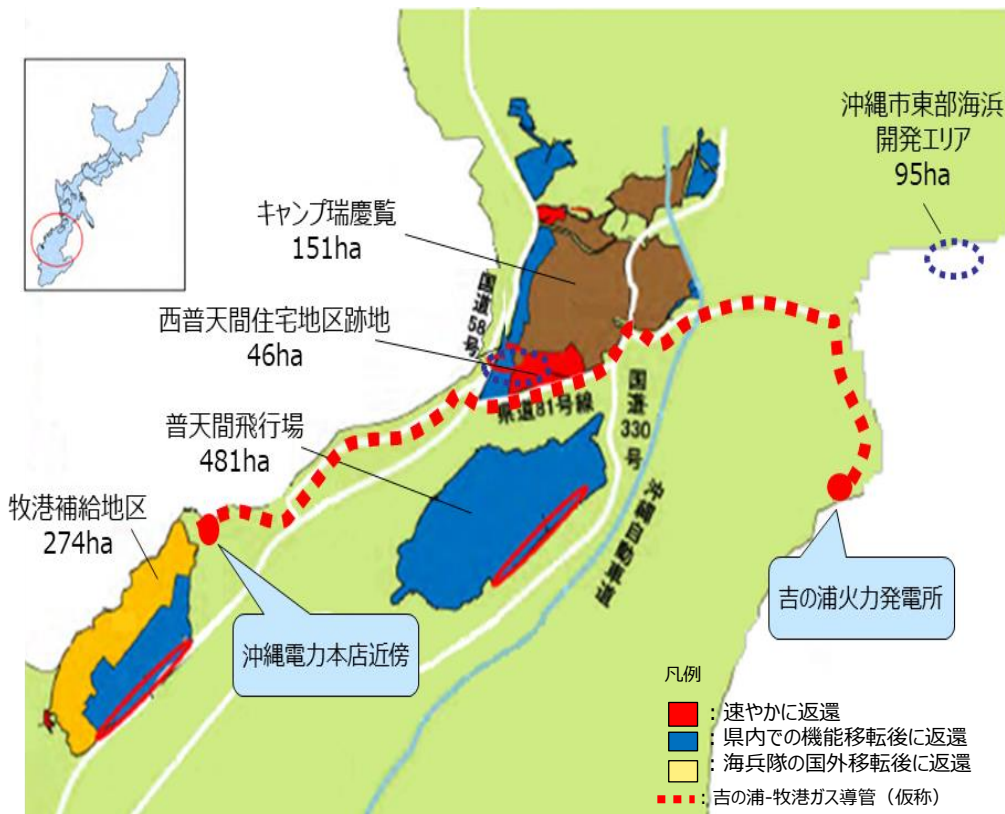 沖縄市東部海浜
開発エリア
95ha
キャンプ瑞慶覧
151ha
国道58号
西普天間住宅地区跡地
46ha
県道81号線
国道330号
普天間飛行場
481ha
沖縄自動車道
牧港補給地区
274ha
吉の浦火力発電所
沖縄電力本店近傍
凡例
：速やかに返還
：県内での機能移転後に返還
：海兵隊の国外移転後に返還
：吉の浦-牧港ガス導管（仮称）